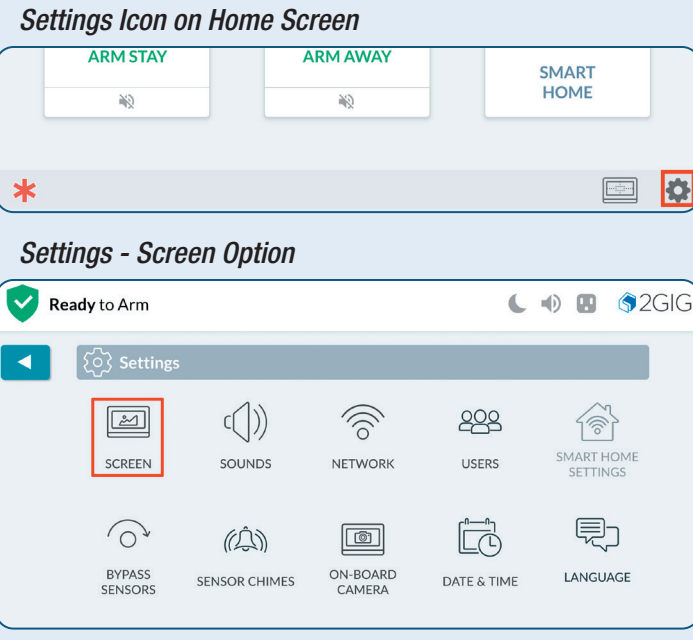 Settings Icon on Home Screen
ARM STAY
ARM AWAY
SMART
HOME
Settings - Screen Option
Ready to Arm
2GIG
Settings
SCREEN
SOUNDS
NETWORK
USERS
SMART HOME
SETTINGS
BYPASS
SENSORS
SENSOR CHIMES
ON-BOARD
CAMERA
DATE & TIME
LANGUAGE